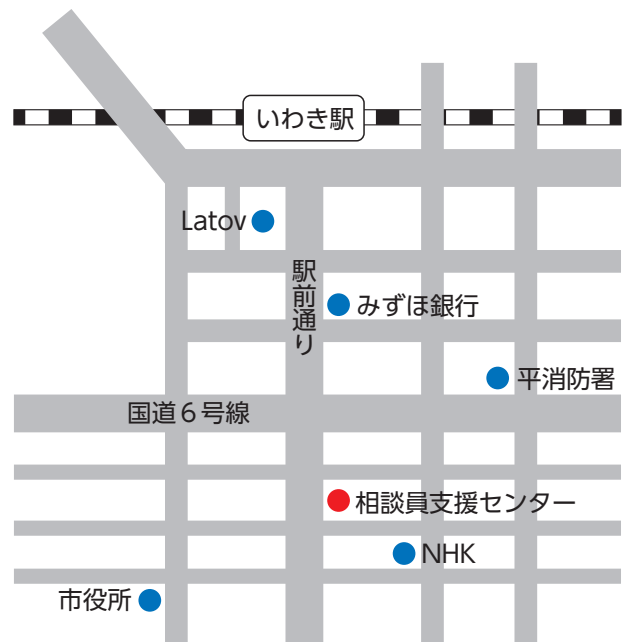 いわき駅
Latov
駅前通り
みずほ銀行
平消防署
国道６号線
相談員支援センター
NHK
市役所